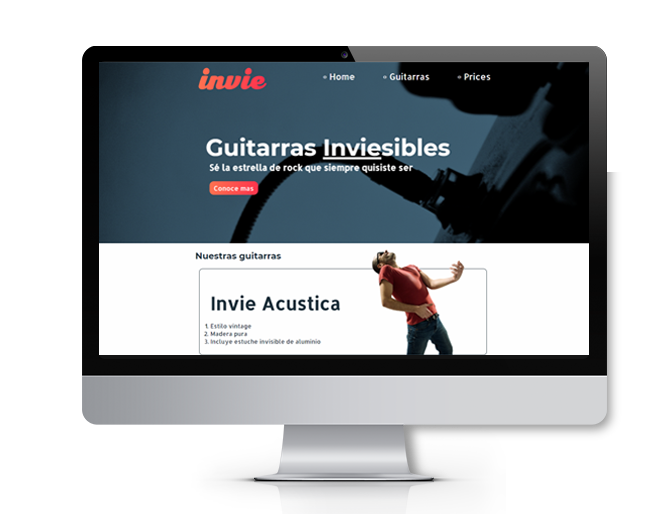 invie
Home
Guitarras
Prices
Guitarras Inviesibles
Sé la estrella de rock que siempre quisiste ser
Conoce mas
Nuestras guitarras
Invie Acustica
1. Estilo vintage
2. Madera pura
3. Incluye estuche invisible de aluminio